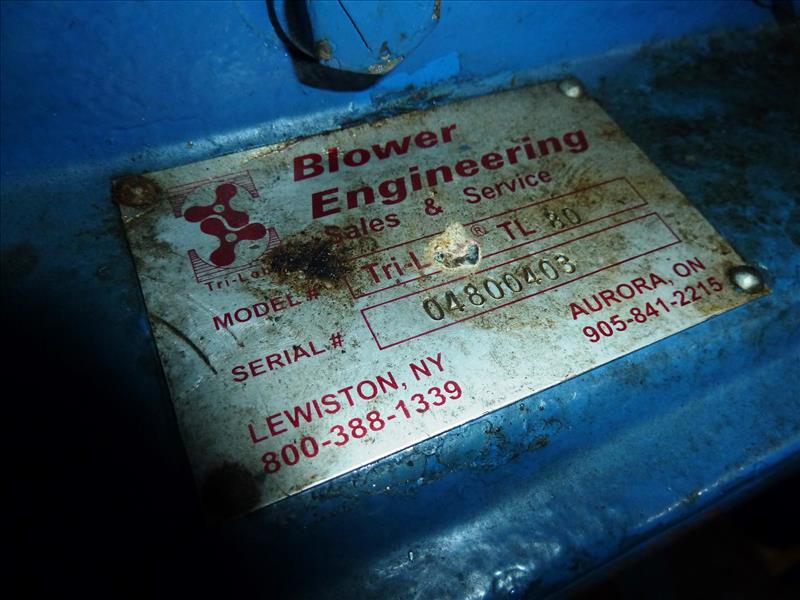 Blower
Engineering
Sales & Service
MODEL # Tri-L ® TL 80
SERIAL # 04800403
LEWISTON, NY
800-388-1339
AURORA, ON
905-841-2215